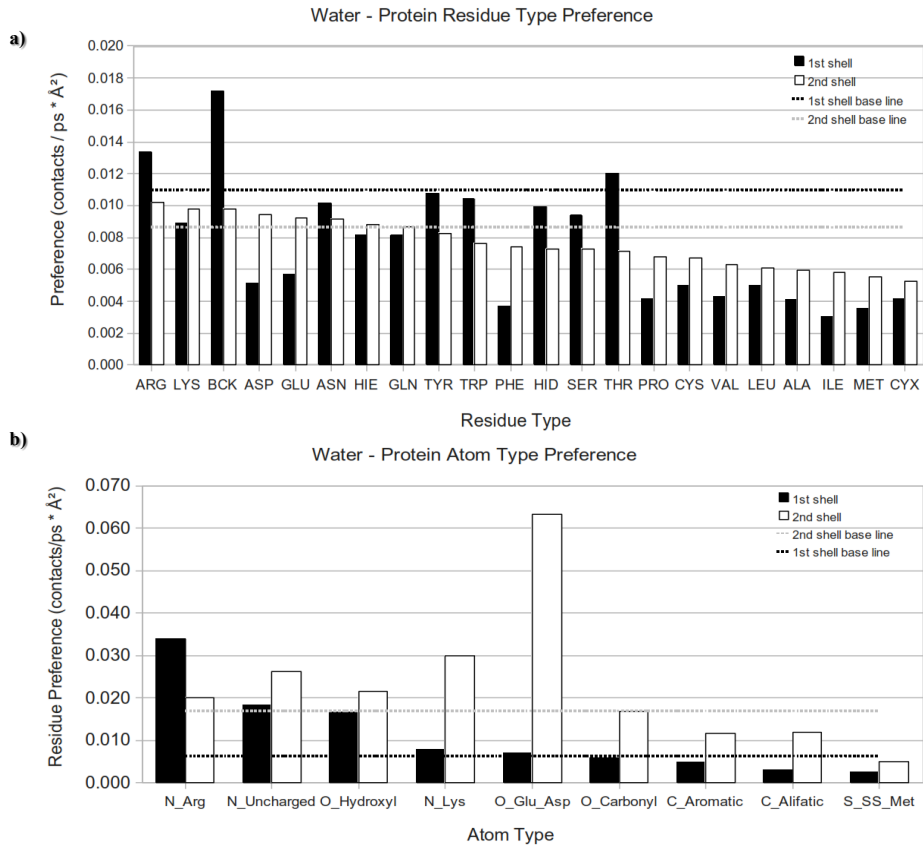 Water - Protein Residue Type Preference
a)
0.020
0.018
0.016
0.014
0.012
0.010
0.008
0.006
0.004
0.002
0.000
Preference (contacts / ps * Å²)
1st shell
2nd shell
1st shell base line
2nd shell base line
ARG LYS BCK ASP GLU ASN HIE GLN TYR TRP PHE HID SER THR PRO CYS VAL LEU ALA ILE MET CYX
Residue Type
b)
Water - Protein Atom Type Preference
0.070
0.060
0.050
0.040
0.030
0.020
0.010
0.000
Residue Preference (contacts/ps * Å²)
1st shell
2nd shell
2nd shell base line
1st shell base line
N_Arg N_Uncharged O_Hydroxyl N_Lys O_Glu_Asp O_Carbonyl C_Aromatic C_Alifatic S_SS_Met
Atom Type